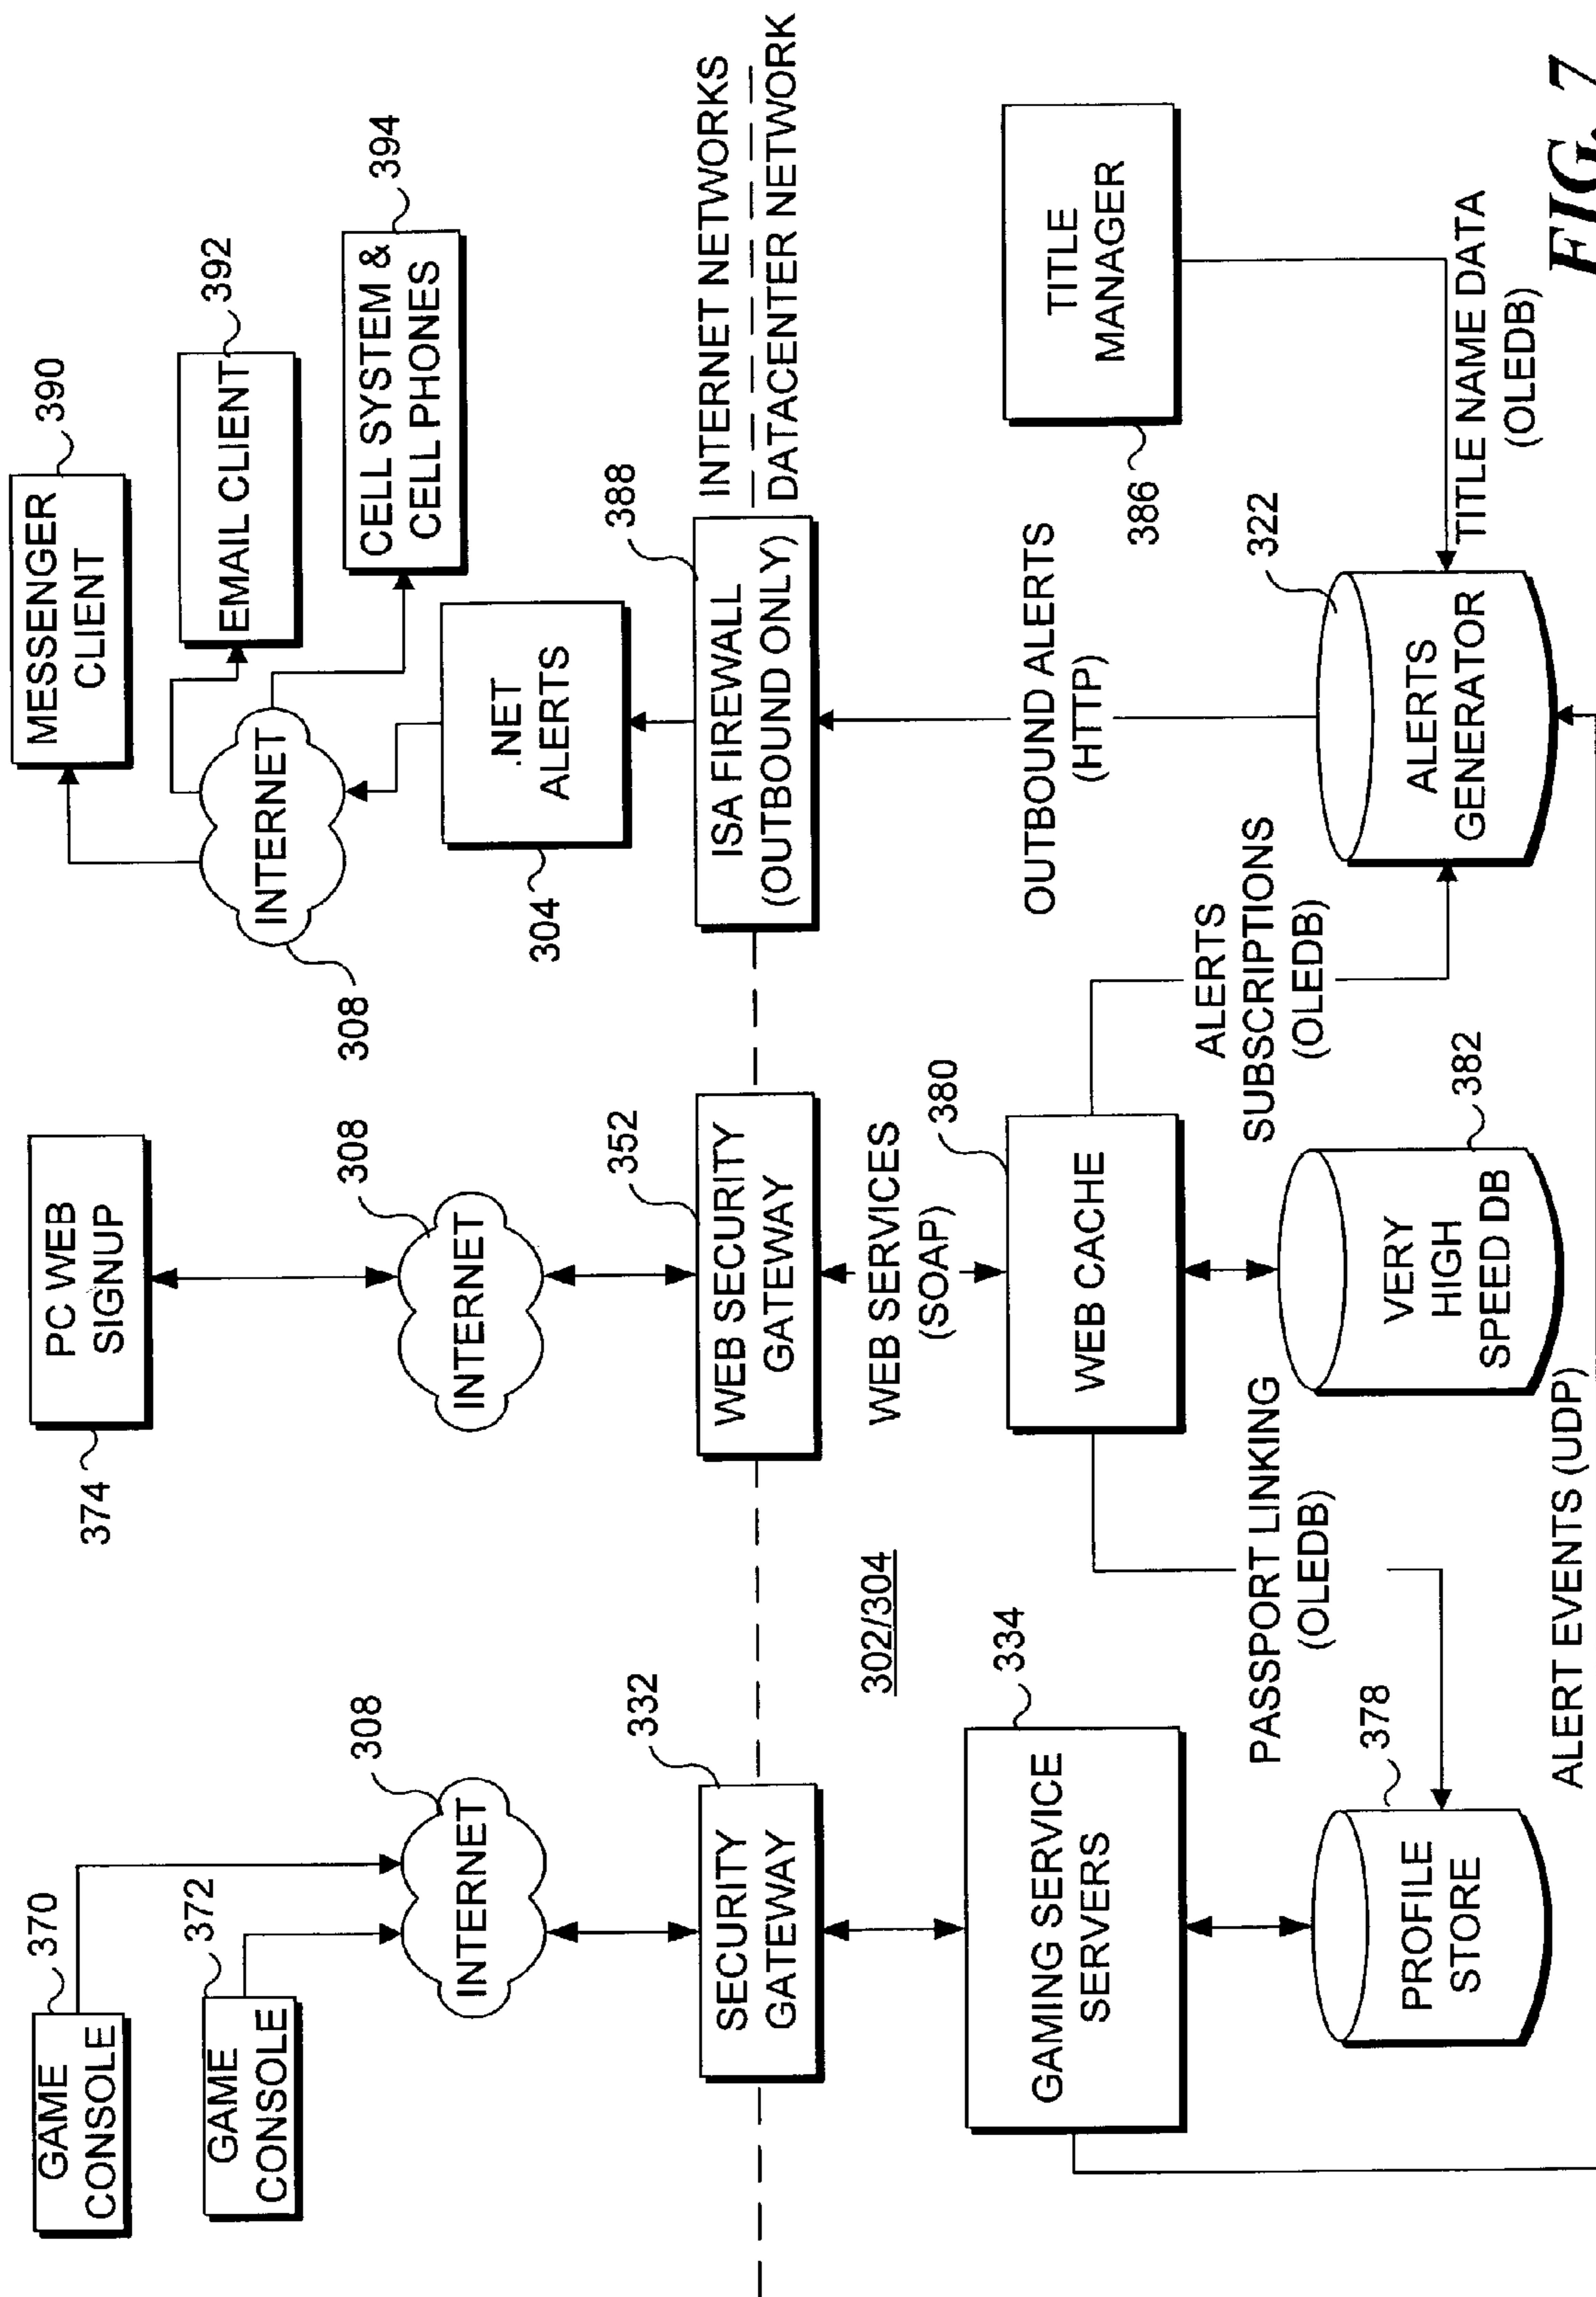 370
GAME
CONSOLE
372
GAME
CONSOLE
308
INTERNET
332
SECURITY
GATEWAY
334
GAMING SERVICE
SERVERS
378
PROFILE
STORE
374
PC WEB
SIGNUP
308
INTERNET
352
WEB SECURITY
GATEWAY
302/304
WEB SERVICES
(SOAP)
380
WEB CACHE
PASSPORT LINKING
(OLEDB)
382
VERY
HIGH
SPEED DB
ALERTS
SUBSCRIPTIONS
(OLEDB)
ALERT EVENTS (UDP)
390
MESSENGER
CLIENT
392
EMAIL CLIENT
394
CELL SYSTEM &
CELL PHONES
INTERNET
308
304
.NET
ALERTS
388
ISA FIREWALL
(OUTBOUND ONLY)
INTERNET NETWORKS
DATACENTER NETWORK
OUTBOUND ALERTS
(HTTP)
322
ALERTS
GENERATOR
TITLE
MANAGER
386
TITLE NAME DATA
(OLEDB)
FIG. 7